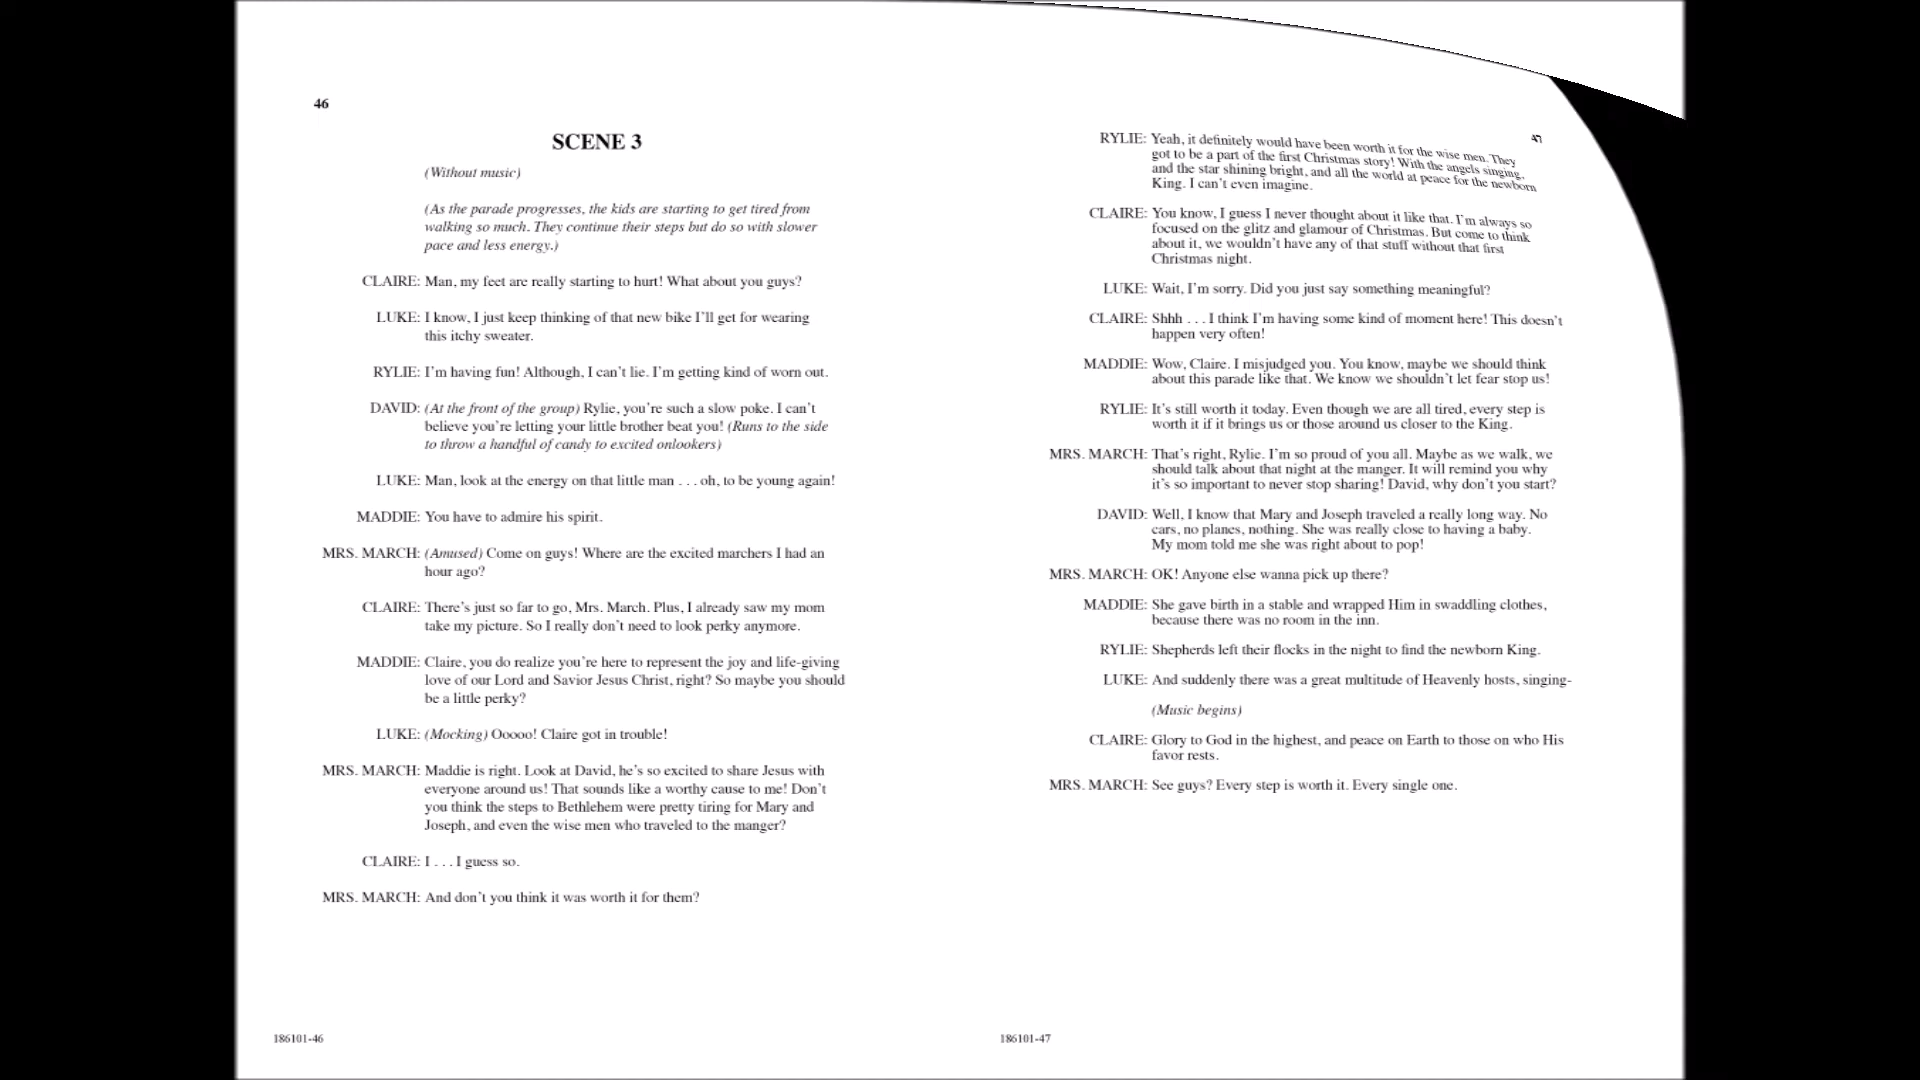 46
SCENE 3
(Without music)
(As the parade progresses, the kids are starting to get tired from
walking so much. They continue their steps but do so with slower
pace and less energy.)
CLAIRE: Man, my feet are really starting to hurt! What about you guys?
LUKE: I know, I just keep thinking of that new bike I'll get for wearing
this itchy sweater.
RYLIE: I'm having fun! Although, I can't lie. I'm getting kind of worn out.
DAVID: (At the front of the group) Rylie, you're such a slow poke. I can't
believe you're letting your little brother beat you! (Runs to the side
to throw a handful of candy to excited onlookers)
LUKE: Man, look at the energy on that little man . . . oh, to be young again!
MADDIE: You have to admire his spirit.
MRS. MARCH: (Amused) Come on guys! Where are the excited marchers I had an
hour ago?
CLAIRE: There's just so far to go, Mrs. March. Plus, I already saw my mom
take my picture. So I really don't need to look perky anymore.
MADDIE: Claire, you do realize you're here to represent the joy and life-giving
love of our Lord and Savior Jesus Christ, right? So maybe you should
be a little perky?
LUKE: (Mocking) Ooooo! Claire got in trouble!
MRS. MARCH: Maddie is right. Look at David, he's so excited to share Jesus with
everyone around us! That sounds like a worthy cause to me! Don't
you think the steps to Bethlehem were pretty tiring for Mary and
Joseph, and even the wise men who traveled to the manger?
CLAIRE: I . . . I guess so.
MRS. MARCH: And don't you think it was worth it for them?
186101-46
47
RYLIE: Yeah, it definitely would have been worth it for the wise men. They
got to be a part of the first Christmas story! With the angels singing,
and the star shining bright, and all the world at peace for the newborn
King. I can't even imagine.
CLAIRE: You know, I guess I never thought about it like that. I'm always so
focused on the glitz and glamour of Christmas. But come to think
about it, we wouldn't have any of that stuff without that first
Christmas night.
LUKE: Wait, I'm sorry. Did you just say something meaningful?
CLAIRE: Shhh . . . I think I'm having some kind of moment here! This doesn't
happen very often!
MADDIE: Wow, Claire. I misjudged you. You know, maybe we should think
about this parade like that. We know we shouldn't let fear stop us!
RYLIE: It's still worth it today. Even though we are all tired, every step is
worth it if it brings us or those around us closer to the King.
MRS. MARCH: That's right, Rylie. I'm so proud of you all. Maybe as we walk, we
should talk about that night at the manger. It will remind you why
it's so important to never stop sharing! David, why don't you start?
DAVID: Well, I know that Mary and Joseph traveled a really long way. No
cars, no planes, nothing. She was really close to having a baby.
My mom told me she was right about to pop!
MRS. MARCH: OK! Anyone else wanna pick up there?
MADDIE: She gave birth in a stable and wrapped Him in swaddling clothes,
because there was no room in the inn.
RYLIE: Shepherds left their flocks in the night to find the newborn King.
LUKE: And suddenly there was a great multitude of Heavenly hosts, singing-
(Music begins)
CLAIRE: Glory to God in the highest, and peace on Earth to those on who His
favor rests.
MRS. MARCH: See guys? Every step is worth it. Every single one.
186101-47